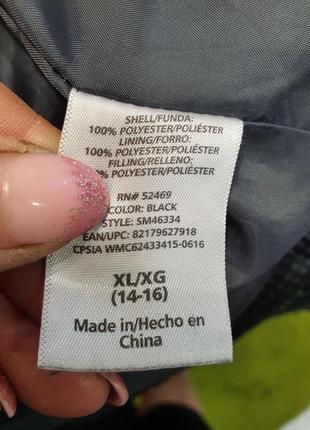 SHELL/FUNDA:
100% POLYESTER/POLIÉSTER
LINING/FORRO:
100% POLYESTER/POLIÉSTER
FILLING/RELLENO:
% POLYESTER/POLIÉSTER
RN# 52469
COLOR: BLACK
STYLE: SM46334
EAN/UPC: 82179627918
CPSIA WMC62433415-0616
XL/XG
(14-16)
Made in/Hecho en
China